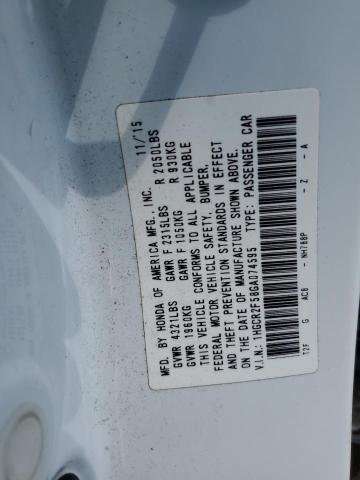 MFD. BY HONDA OF AMERICA MFG., INC. 11/15
GVWR 4321LBS GAWR F 2315LBS R 2050LBS
GVWR 1960KG GAWR F 1050KG R 930KG
THIS VEHICLE CONFORMS TO ALL APPLICABLE
FEDERAL MOTOR VEHICLE SAFETY, BUMPER,
AND THEFT PREVENTION STANDARDS IN EFFECT
ON THE DATE OF MANUFACTURE SHOWN ABOVE.
V.I.N.: 1HGCR2F58GA074595 TYPE: PASSENGER CAR
T2F G AC8 NH788P - Z - A